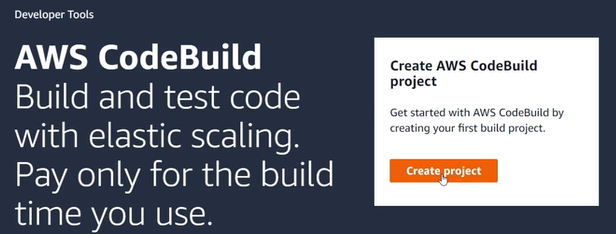 Developer Tools
AWS CodeBuild
Build and test code
with elastic scaling.
Pay only for the build
time you use.
Create AWS CodeBuild
project
Get started with AWS CodeBuild by
creating your first build project.
Create project